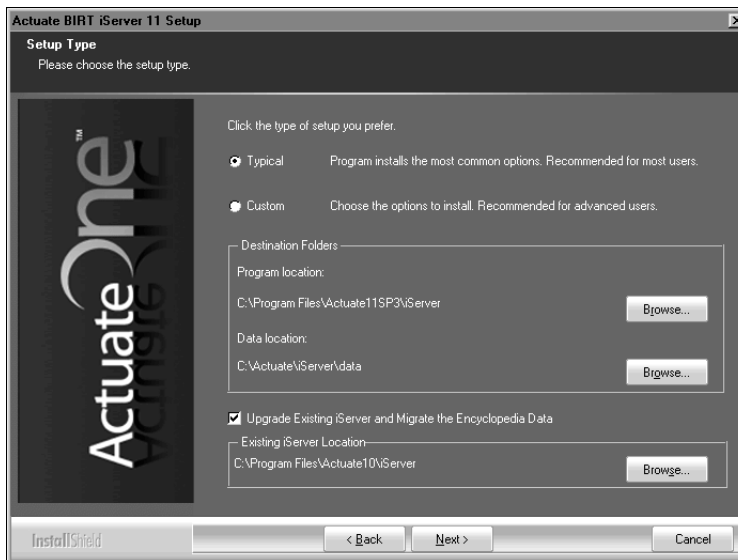 Actuate BIRT iServer 11 Setup
Setup Type
Please choose the setup type.
ActuateOne™
Click the type of setup you prefer.
Typical Program installs the most common options. Recommended for most users.
Custom Choose the options to install. Recommended for advanced users.
Destination Folders
Program location:
C:\Program Files\Actuate11SP3\iServer
Browse...
Data location:
C:\Actuate\iServer\data
Browse...
Upgrade Existing iServer and Migrate the Encyclopedia Data
Existing iServer Location
C:\Program Files\Actuate10\iServer
Browse...
InstallShield
< Back Next > Cancel